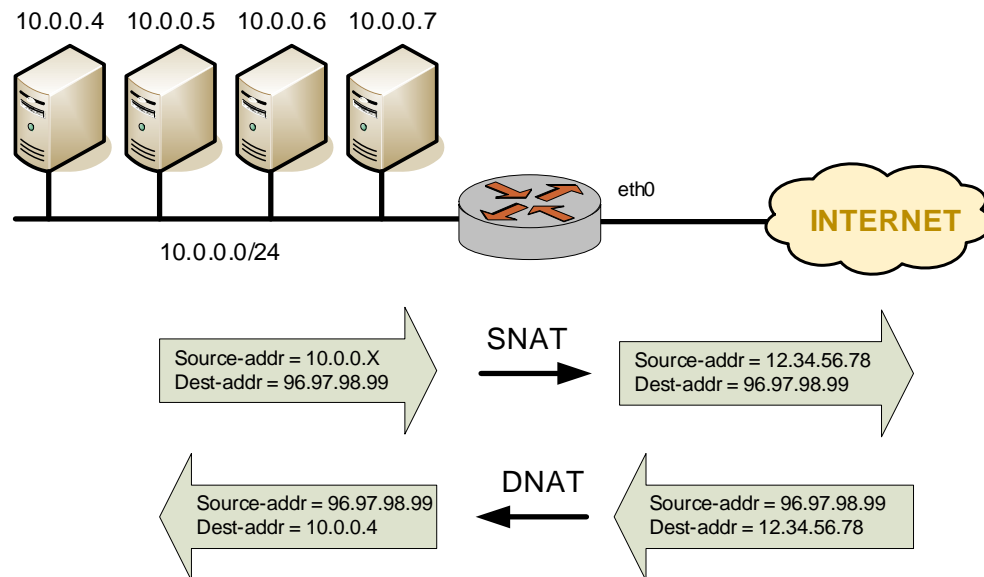 10.0.0.4
10.0.0.5
10.0.0.6
10.0.0.7
eth0
INTERNET
10.0.0.0/24
SNAT
Source-addr = 10.0.0.X
Dest-addr = 96.97.98.99
Source-addr = 12.34.56.78
Dest-addr = 96.97.98.99
DNAT
Source-addr = 96.97.98.99
Dest-addr = 10.0.0.4
Source-addr = 96.97.98.99
Dest-addr = 12.34.56.78